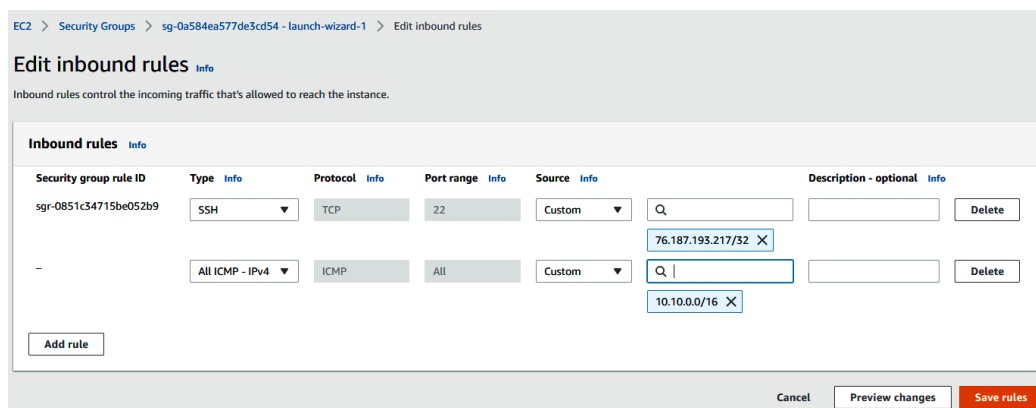 EC2 > Security Groups > sg-0a584ea577de3cd54 - launch-wizard-1 > Edit inbound rules
Edit inbound rules Info
Inbound rules control the incoming traffic that's allowed to reach the instance.
Inbound rules Info
Security group rule ID Type Info Protocol Info Port range Info Source Info Description - optional Info
sgr-0851c34715be052b9 SSH TCP 22 Custom Delete
76.187.193.217/32
– All ICMP - IPv4 ICMP All Custom Delete
10.10.0.0/16
Add rule
Cancel Preview changes Save rules